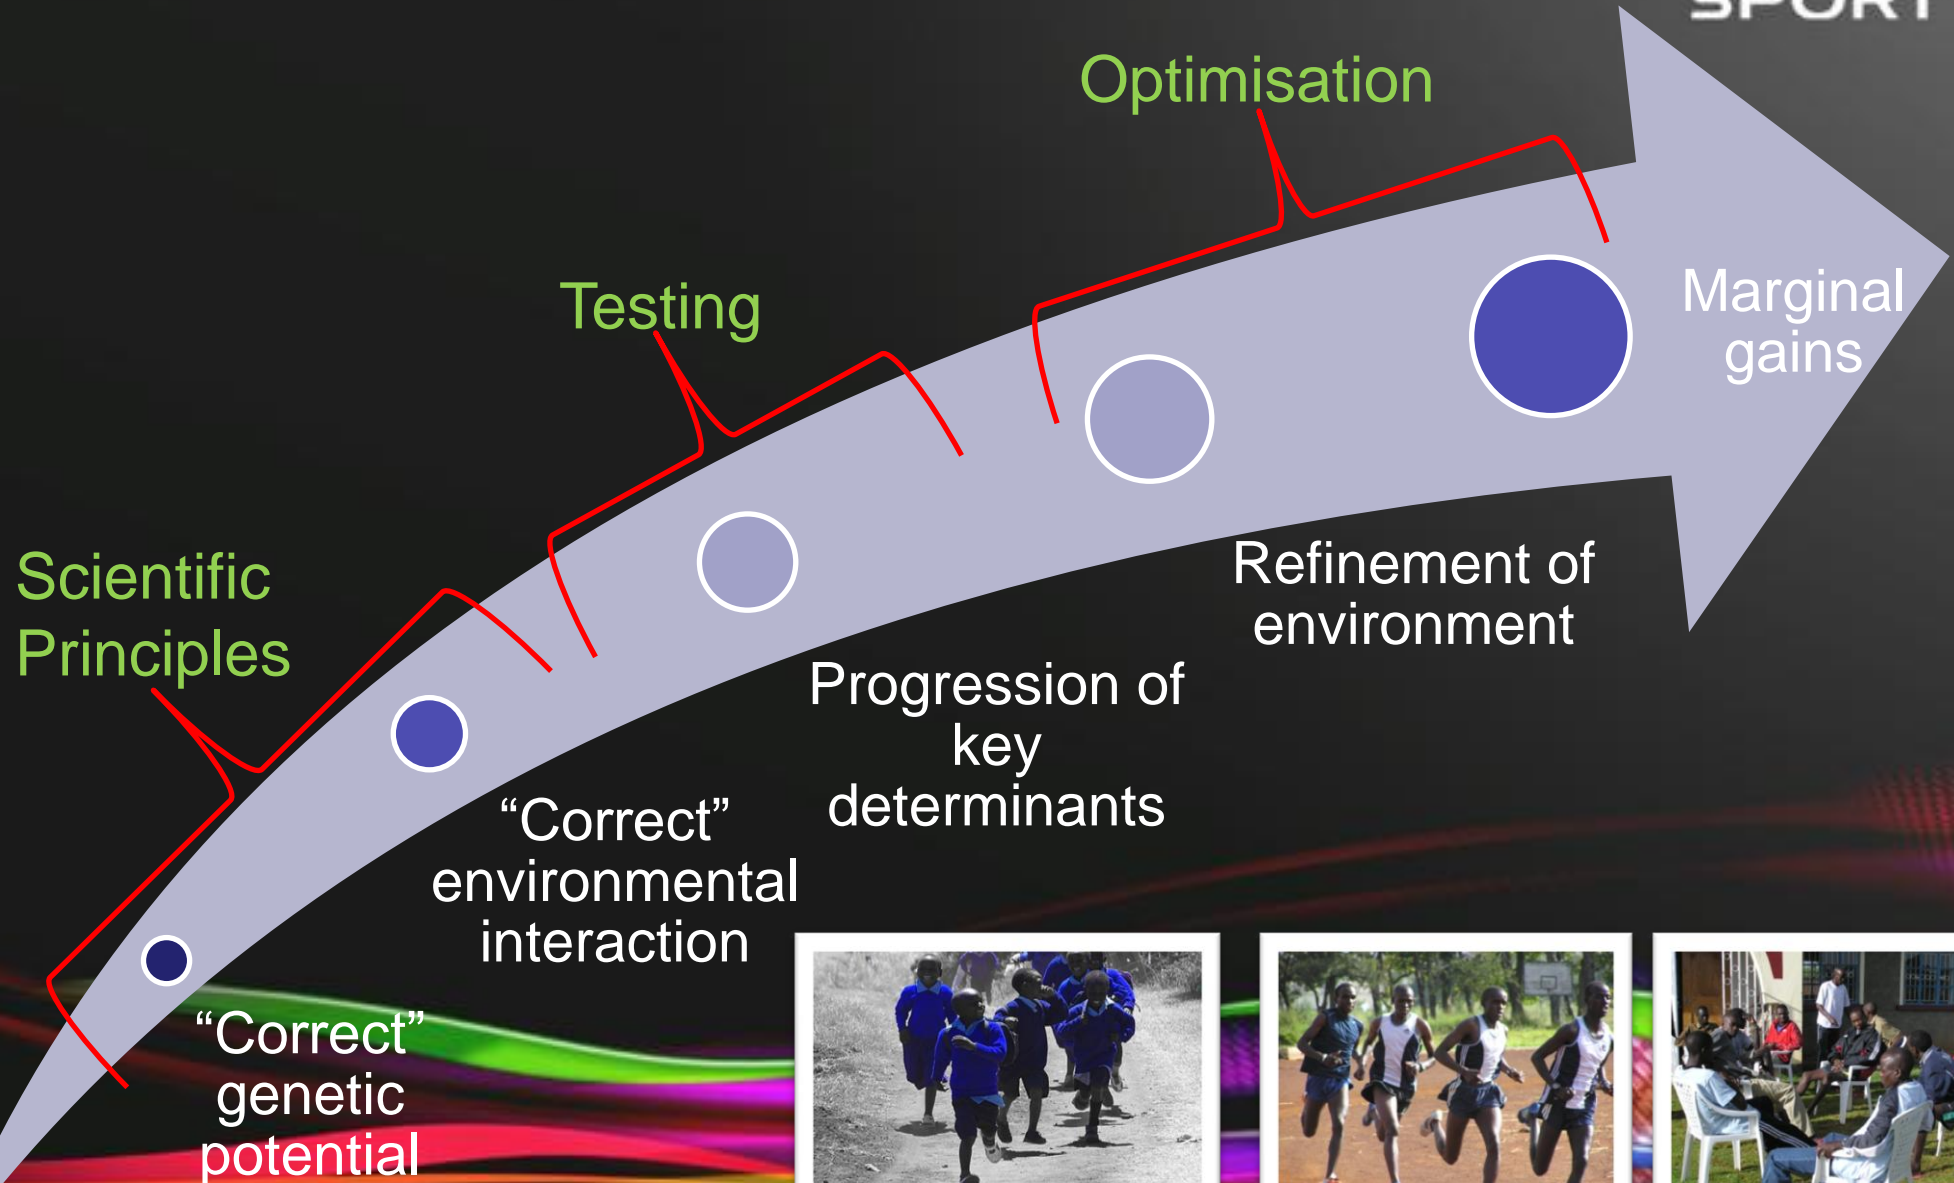 SPORT
Optimisation
Testing
Marginal
gains
Scientific
Principles
Refinement of
environment
Progression of
key
determinants
“Correct”
environmental
interaction
“Correct”
genetic
potential